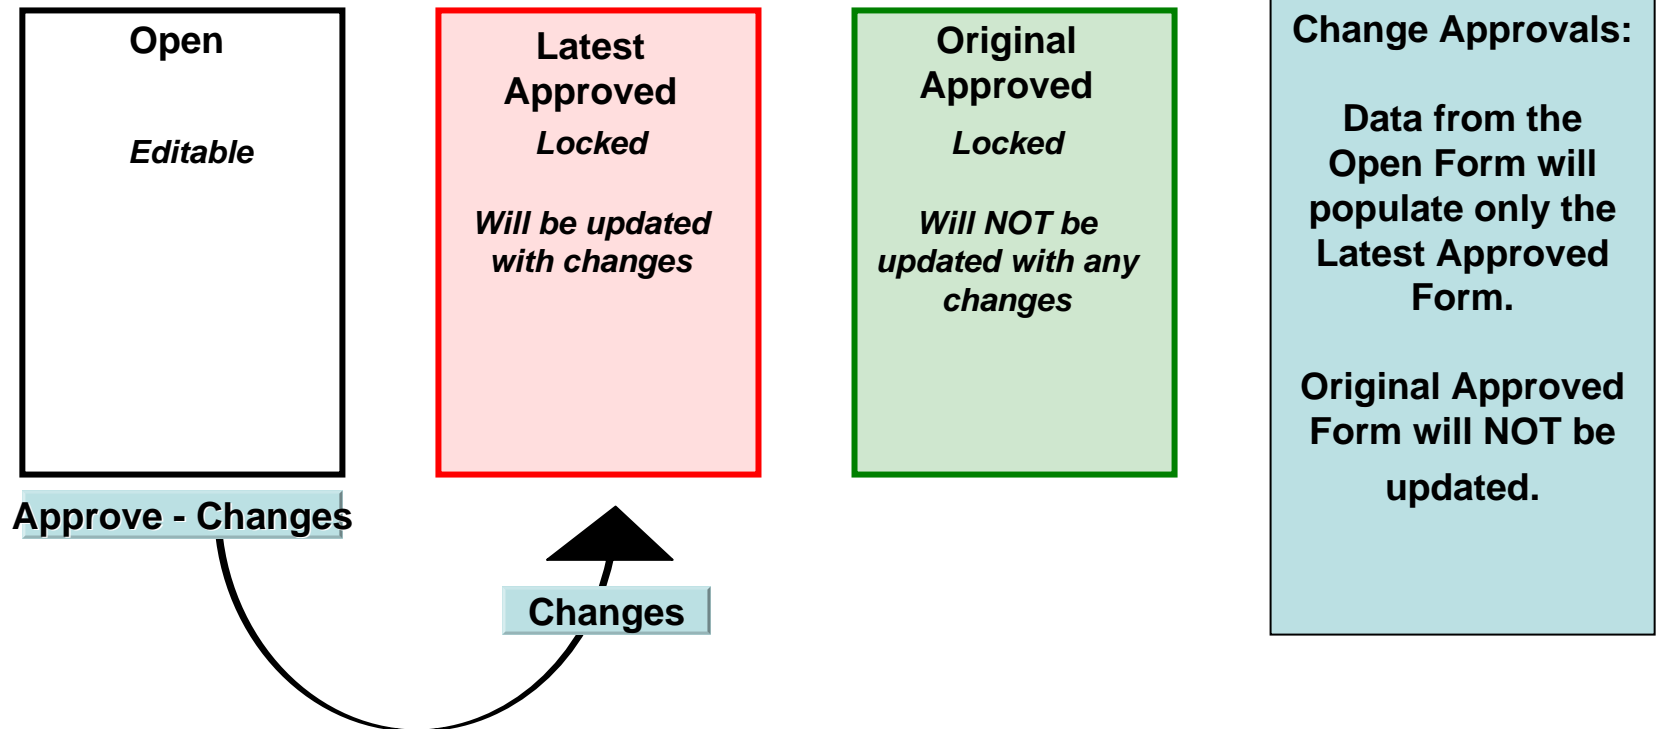 Open
Editable
Approve - Changes
Latest
Approved
Locked
Will be updated
with changes
Changes
Original
Approved
Locked
Will NOT be
updated with any
changes
Change Approvals:
Data from the
Open Form will
populate only the
Latest Approved
Form.
Original Approved
Form will NOT be
updated.